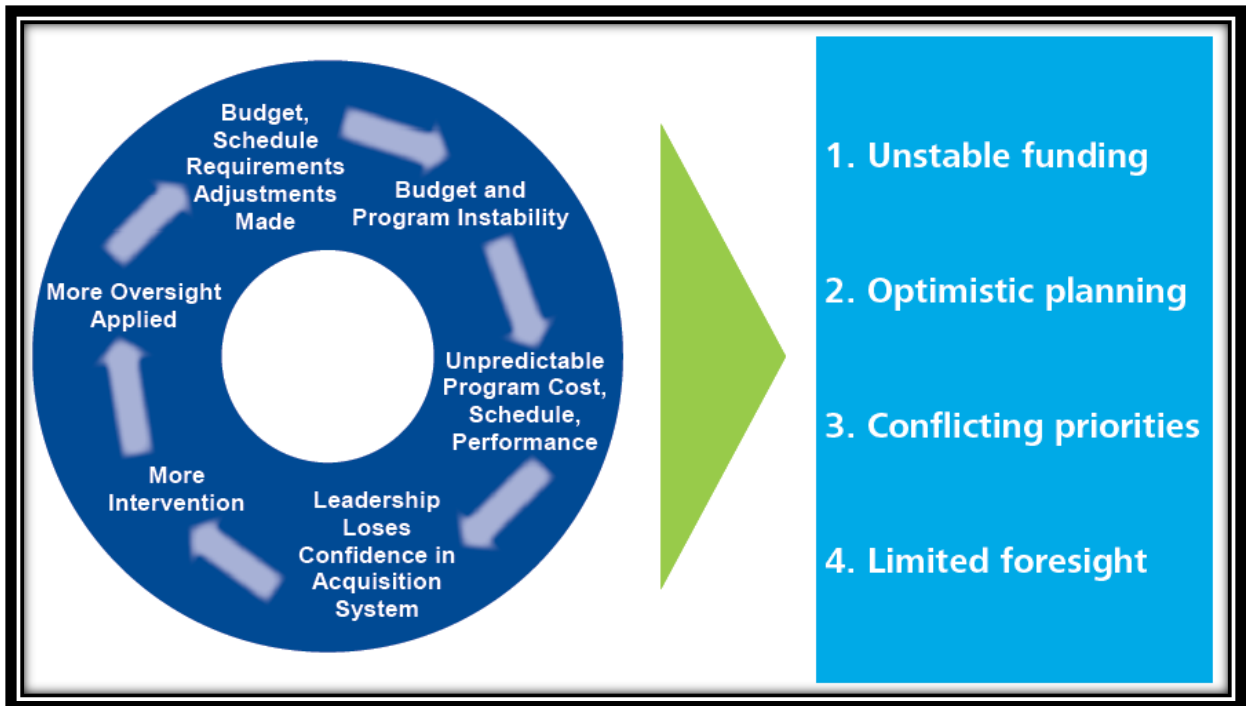 Budget,
Schedule
Requirements
Adjustments
Made
Budget and
Program Instability
Unpredictable
Program Cost,
Schedule,
Performance
Leadership
Loses
Confidence in
Acquisition
System
More
Intervention
More Oversight
Applied
1. Unstable funding
2. Optimistic planning
3. Conflicting priorities
4. Limited foresight